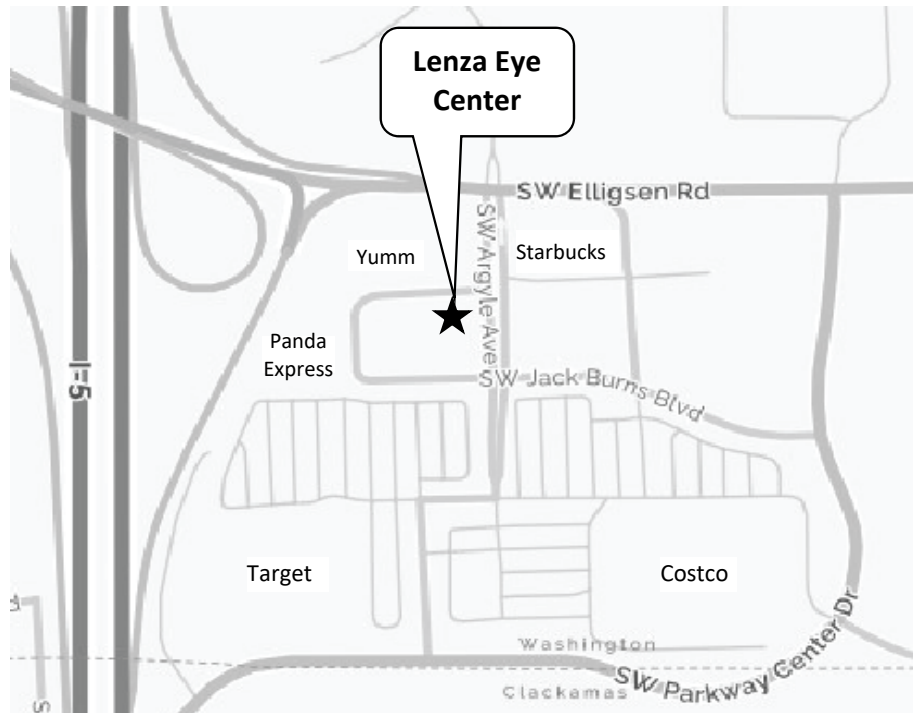 Lenza Eye
Center
SW Elligsen Rd
SW Argyle Ave
Yumm
Starbucks
Panda
Express
I-5
SW Jack Burns Blvd
Target
Costco
Washington
SW Parkway Center Dr
Clackamas